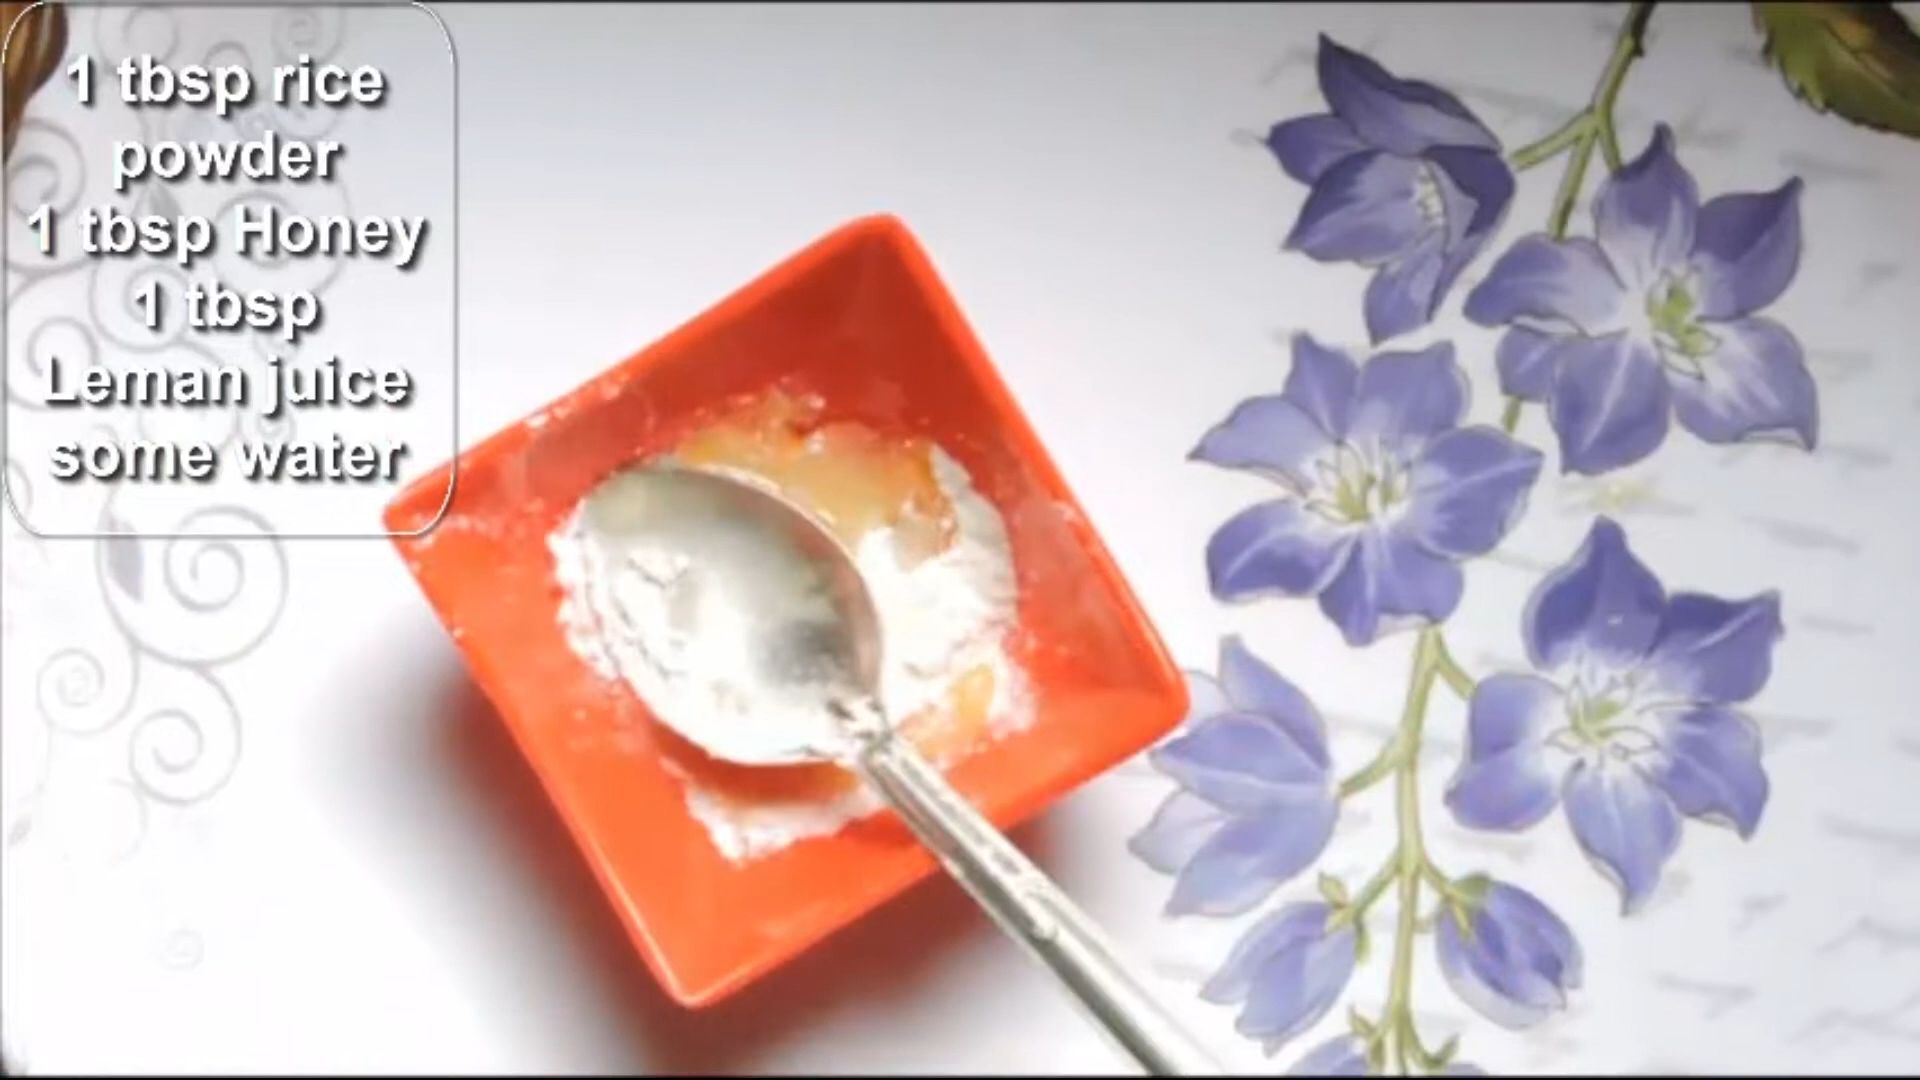 1 tbsp rice
powder
1 tbsp Honey
1 tbsp
Leman juice
some water